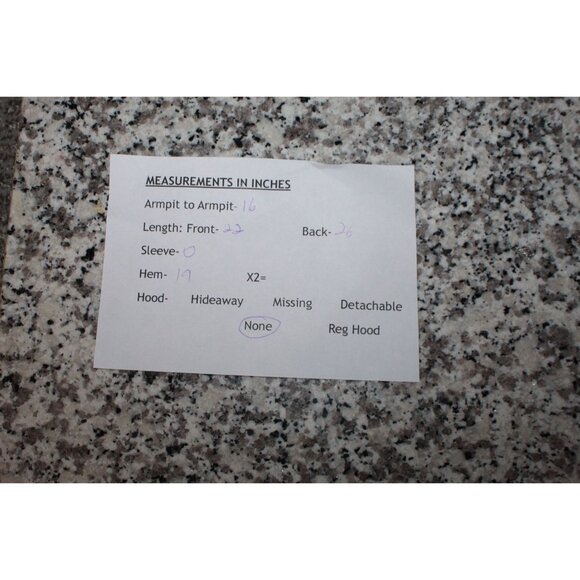 MEASUREMENTS IN INCHES
Armpit to Armpit- 16
Length: Front- 22 Back- 26
Sleeve- 0
Hem- 19 X2=
Hood- Hideaway Missing Detachable
None Reg Hood